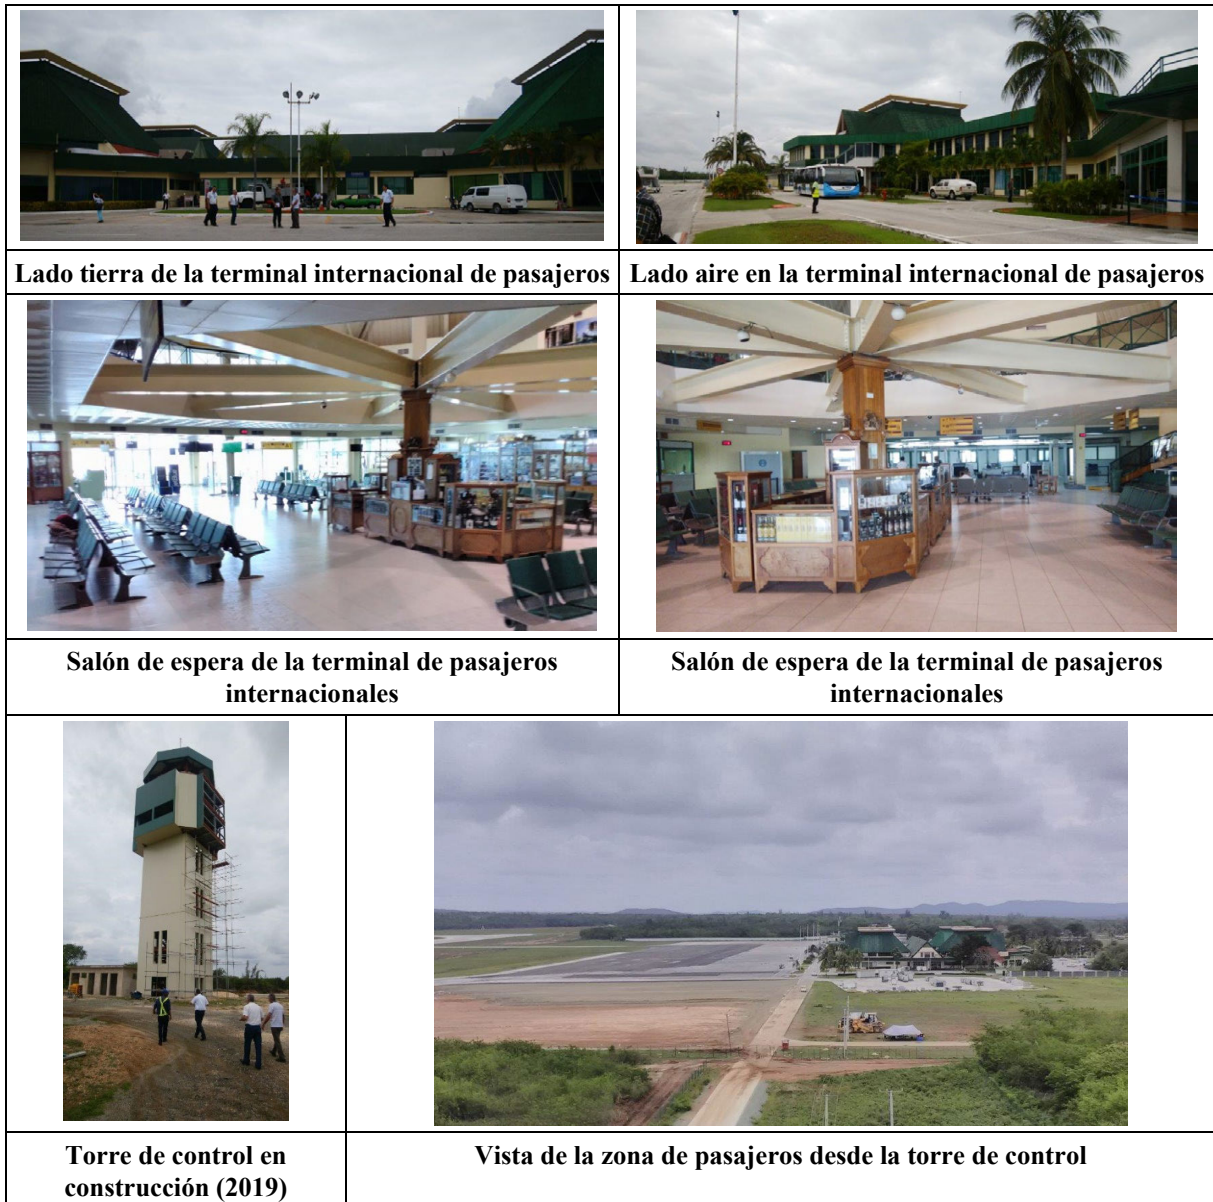 Lado tierra de la terminal internacional de pasajeros
Lado aire en la terminal internacional de pasajeros
Salón de espera de la terminal de pasajeros
internacionales
Salón de espera de la terminal de pasajeros
internacionales
Torre de control en
construcción (2019)
Vista de la zona de pasajeros desde la torre de control